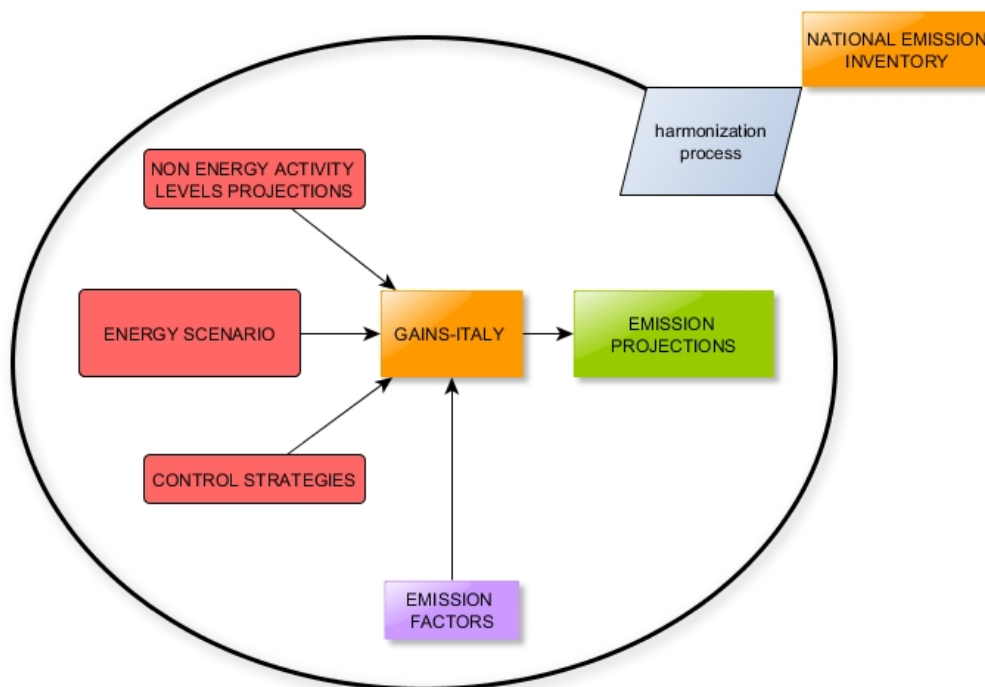 NATIONAL EMISSION
INVENTORY
harmonization
process
NON ENERGY ACTIVITY
LEVELS PROJECTIONS
ENERGY SCENARIO
GAINS-ITALY
EMISSION
PROJECTIONS
CONTROL STRATEGIES
EMISSION
FACTORS